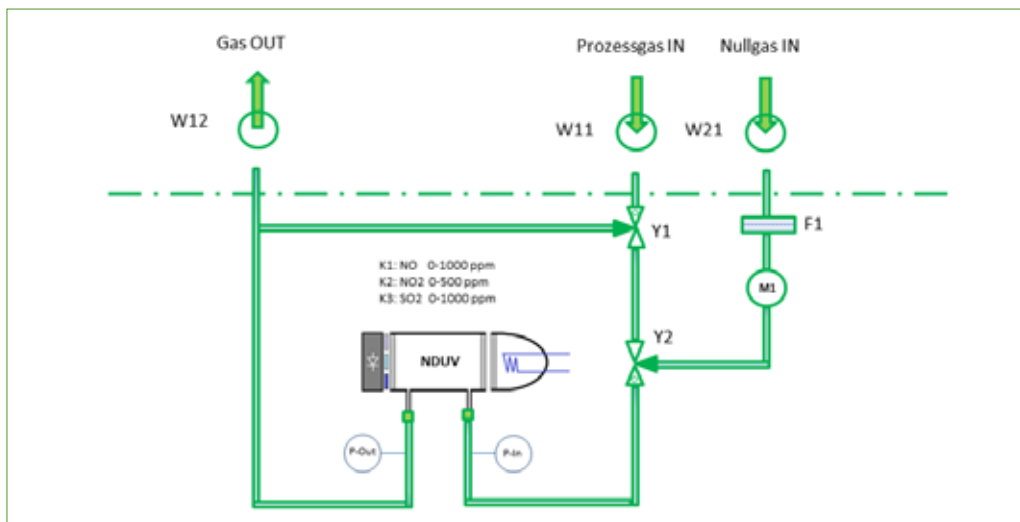 Gas OUT
Prozessgas IN
Nullgas IN
W12
W11
W21
F1
Y1
K1: NO 0-1000 ppm
K2: NO2 0-500 ppm
K3: SO2 0-1000 ppm
M1
Y2
NDUV
P-Out
P-In